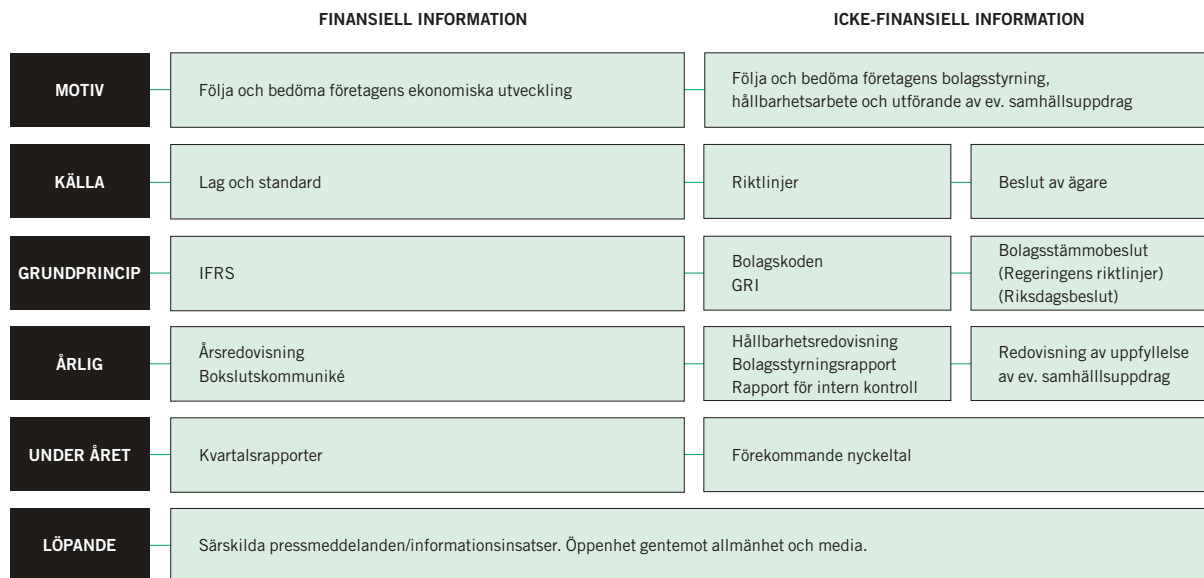 FINANSIELL INFORMATION
ICKE-FINANSIELL INFORMATION
MOTIV
Följa och bedöma företagens ekonomiska utveckling
Följa och bedöma företagens bolagsstyrning,
hållbarhetsarbete och utförande av ev. samhällsuppdrag
KÄLLA
Lag och standard
Riktlinjer
Beslut av ägare
GRUNDPRINCIP
IFRS
Bolagskoden
GRI
Bolagsstämmobeslut
(Regeringens riktlinjer)
(Riksdagsbeslut)
ÅRLIG
Årsredovisning
Bokslutskommuniké
Hållbarhetsredovisning
Bolagsstyrningsrapport
Rapport för intern kontroll
Redovisning av uppfyllelse
av ev. samhälllsuppdrag
UNDER ÅRET
Kvartalsrapporter
Förekommande nyckeltal
LÖPANDE
Särskilda pressmeddelanden/informationsinsatser. Öppenhet gentemot allmänhet och media.